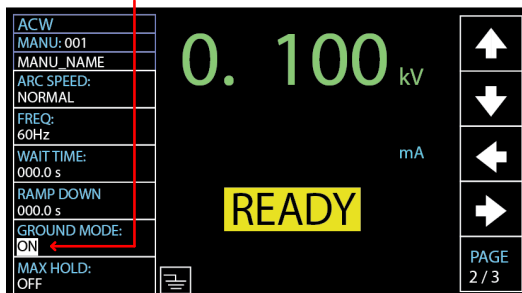 ACW
MANU: 001
MANU_NAME
ARC SPEED:
NORMAL
FREQ:
60Hz
WAIT TIME:
000.0 s
RAMP DOWN
000.0 s
GROUND MODE:
ON
MAX HOLD:
OFF
0. 100 kV
mA
READY
PAGE
2 / 3